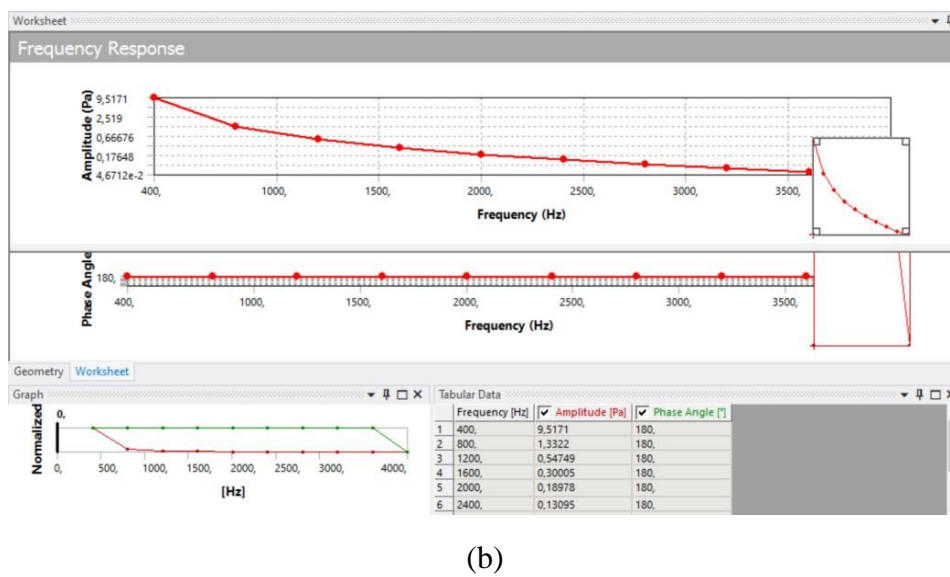 Worksheet
Frequency Response
Amplitude (Pa)
9,5171
2,519
0,66676
0,17648
4,6712e-2
400, 1000, 1500, 2000, 2500, 3000, 3500,
Frequency (Hz)
Phase Angle
180,
400, 1000, 1500, 2000, 2500, 3000, 3500,
Frequency (Hz)
Geometry Worksheet
Graph
Normalized
0,
0, 500, 1000, 1500, 2000, 2500, 3000, 4000,
[Hz]
Tabular Data
Frequency [Hz] Amplitude [Pa] Phase Angle [°]
1 400, 9,5171 180,
2 800, 1,3322 180,
3 1200, 0,54749 180,
4 1600, 0,30005 180,
5 2000, 0,18978 180,
6 2400, 0,13095 180,
(b)